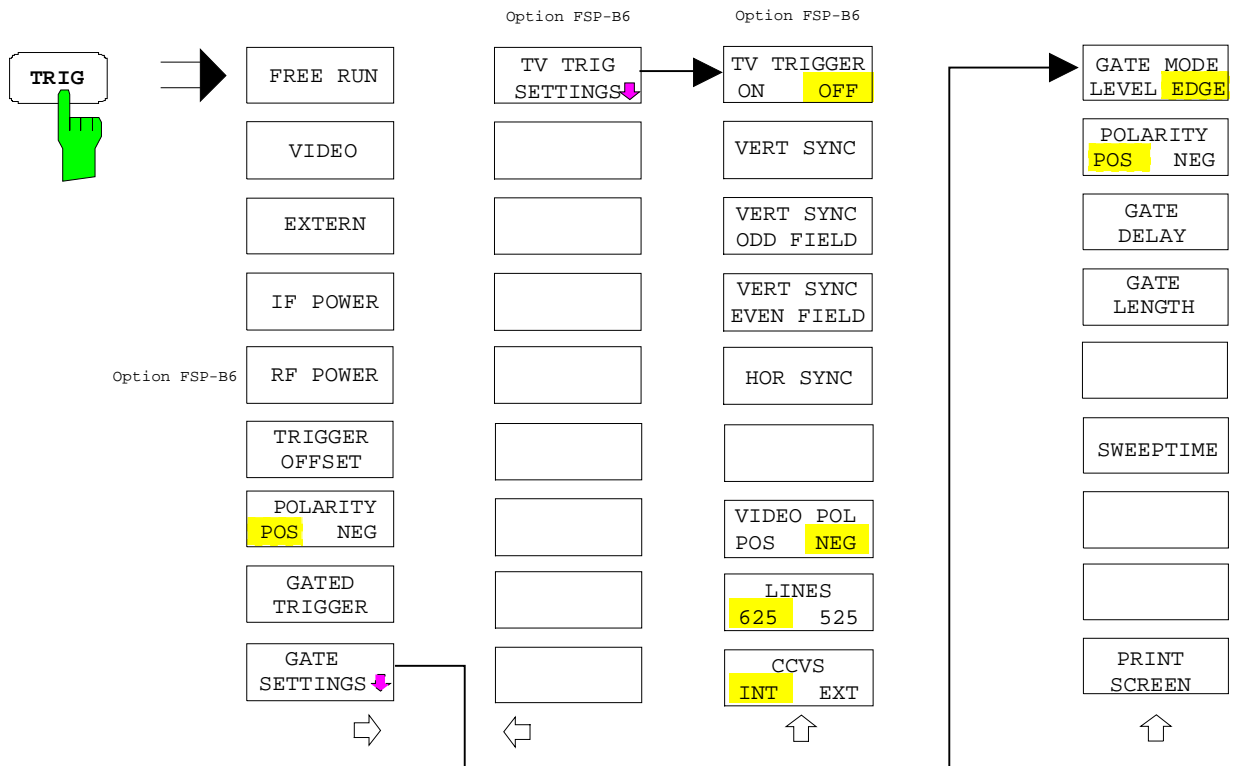 Option FSP-B6
Option FSP-B6
TRIG
FREE RUN
VIDEO
EXTERN
IF POWER
Option FSP-B6
RF POWER
TRIGGER
OFFSET
POLARITY
POS NEG
GATED
TRIGGER
GATE
SETTINGS
TV TRIG
SETTINGS
TV TRIGGER
ON OFF
VERT SYNC
VERT SYNC
ODD FIELD
VERT SYNC
EVEN FIELD
HOR SYNC
VIDEO POL
POS NEG
LINES
625 525
CCVS
INT EXT
GATE MODE
LEVEL EDGE
POLARITY
POS NEG
GATE
DELAY
GATE
LENGTH
SWEEPTIME
PRINT
SCREEN